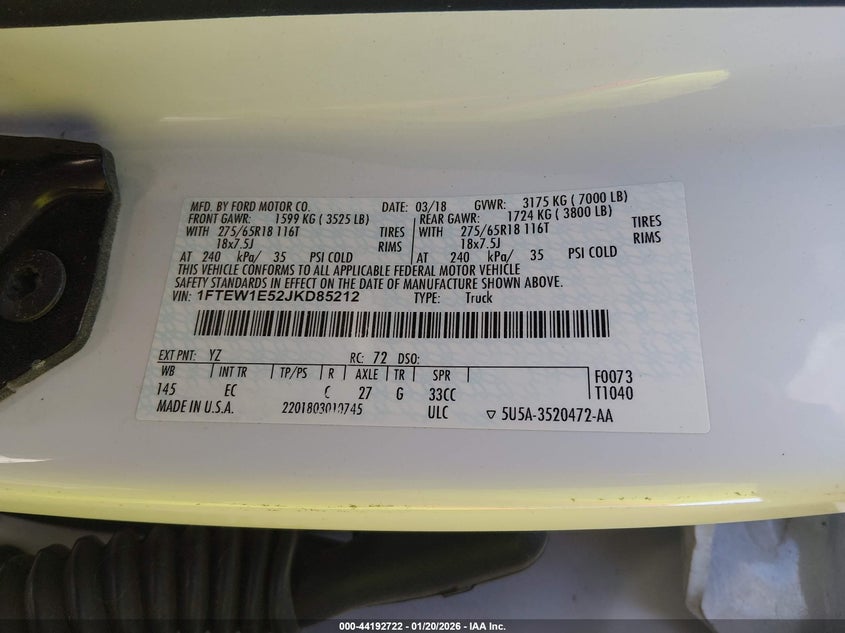 MFD. BY FORD MOTOR CO. DATE: 03/18 GVWR: 3175 KG ( 7000 LB)
FRONT GAWR: 1599 KG ( 3525 LB) REAR GAWR: 1724 KG ( 3800 LB)
WITH 275/65R18 116T TIRES WITH 275/65R18 116T TIRES
18x7.5J RIMS 18x7.5J RIMS
AT 240 kPa/ 35 PSI COLD AT 240 kPa/ 35 PSI COLD
THIS VEHICLE CONFORMS TO ALL APPLICABLE FEDERAL MOTOR VEHICLE
SAFETY STANDARDS IN EFFECT ON THE DATE OF MANUFACTURE SHOWN ABOVE.
VIN: 1FTEW1E52JKD85212 TYPE: Truck
EXT PNT: YZ RC: 72 DSO:
WB INT TR TP/PS R AXLE TR SPR F0073
145 EC C 27 G 33CC T1040
MADE IN U.S.A. 2201803010745 ULC ▽ 5U5A-3520472-AA
000-44192722 - 01/20/2026 - IAA Inc.